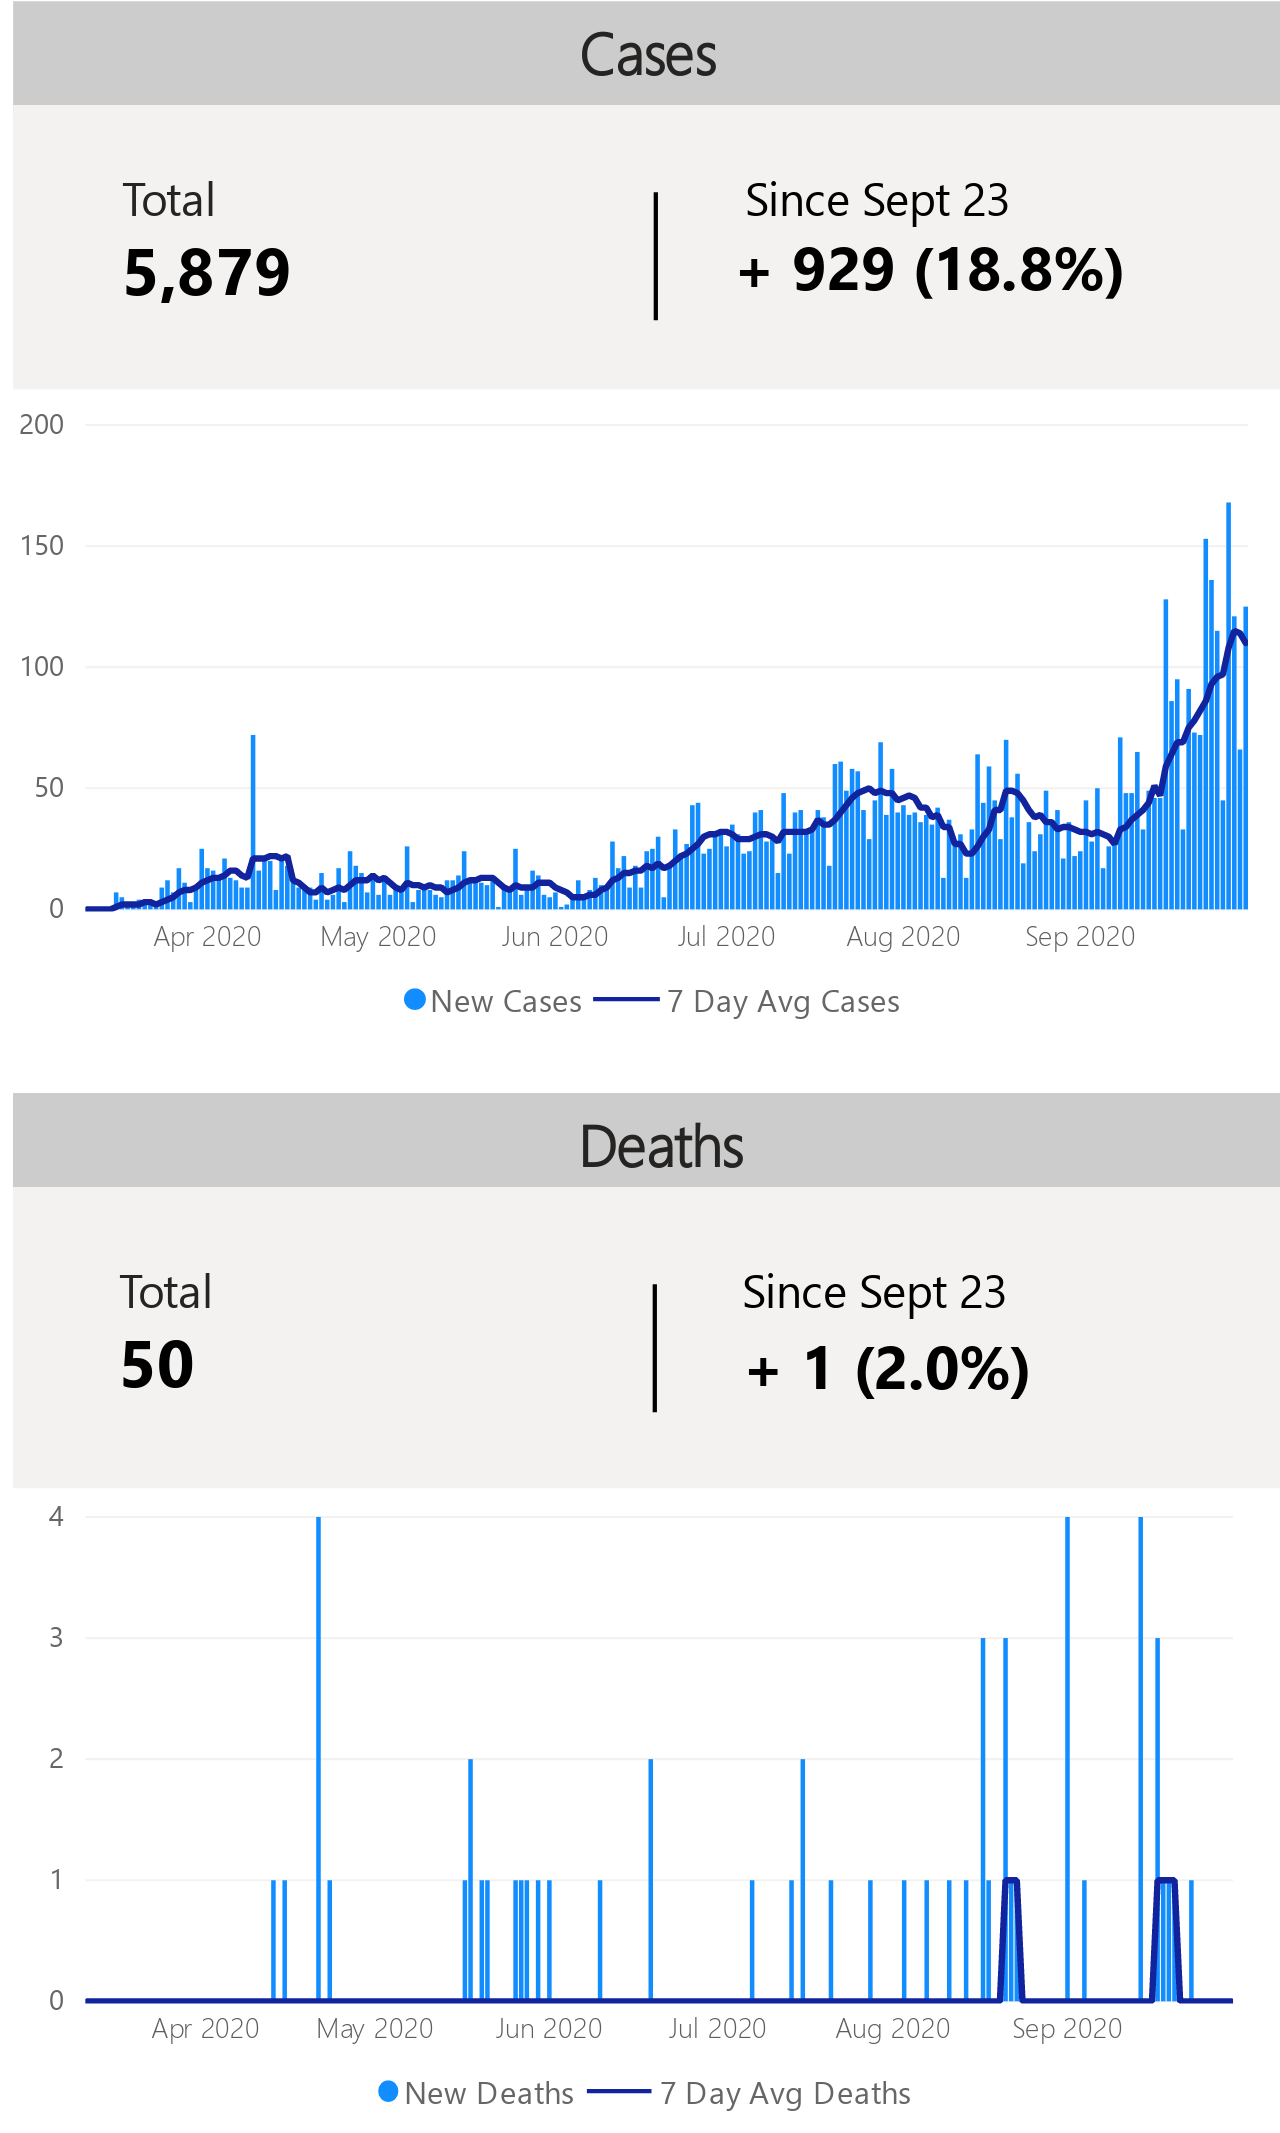 Cases
Total
Since Sept 23
5,879
+ 929 (18.8%)
200
150
100
50
0
Apr 2020
May 2020
Jun 2020
Jul 2020
Aug 2020
Sep 2020
New Cases
7 Day Avg Cases
Deaths
Total
Since Sept 23
50
+ 1 (2.0%)
4
3
2
1
0
Apr 2020
May 2020
Jun 2020
Jul 2020
Aug 2020
Sep 2020
New Deaths
7 Day Avg Deaths